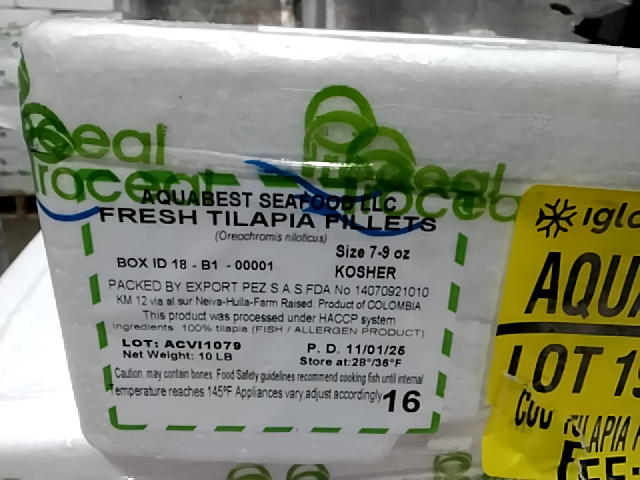 AQUABEST SEAFOOD LLC
FRESH TILAPIA FILLETS
(Oreochromis niloticus)
Size 7-9 oz
BOX ID 18 - B1 - 00001
KOSHER
PACKED BY EXPORT PEZ S A S.FDA No 14070921010
KM 12 via al sur Neiva-Huila-Farm Raised. Product of COLOMBIA
This product was processed under HACCP system
Ingredients: 100% tilapia (FISH / ALLERGEN PRODUCT)
LOT: ACVI1079
P. D. 11/01/25
Net Weight: 10 LB
Store at:28°/36°F
Caution, may contain bones. Food Safety guidelines recommend cooking fish until internal
Temperature reaches 145°F Appliances vary,adjust accordingly
16
iglo
AQUA
LOT 19
TILAPIA